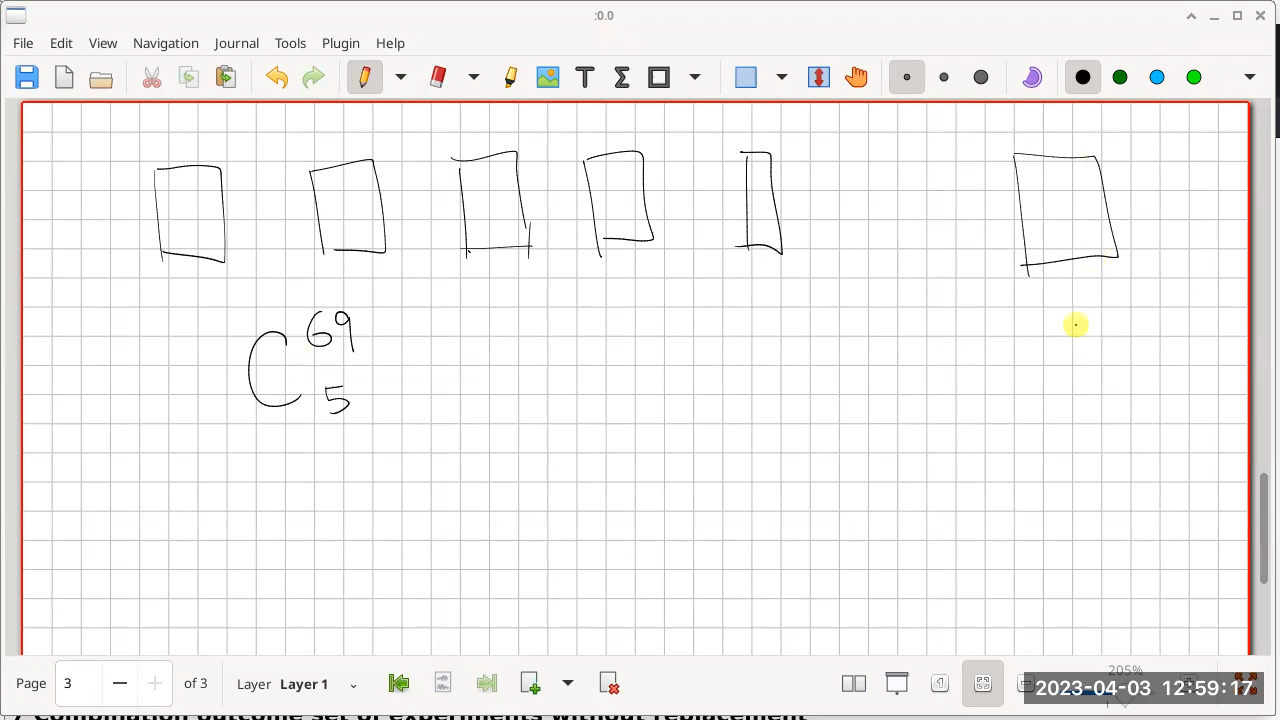 :0.0
File Edit View Navigation Journal Tools Plugin Help
C 69 5
Page 3 of 3 Layer Layer 1 205%
2023-04-03 12:59:17